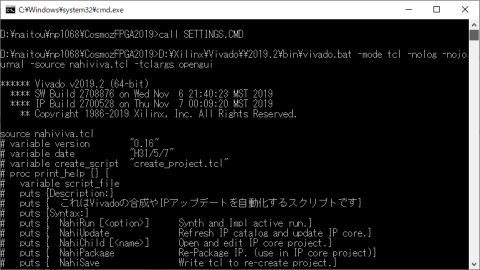 C:¥Windows¥system32¥cmd.exe
D:¥naitou¥np1068¥CosmozFPGA2019>call SETTINGS.CMD
D:¥naitou¥np1068¥CosmozFPGA2019>D:¥Xilinx¥Vivado¥¥2019.2¥bin¥vivado.bat -mode tcl -nolog -nojo
urnal -source nahiviva.tcl -tclargs opengui
****** Vivado v2019.2 (64-bit)
**** SW Build 2708876 on Wed Nov 6 21:40:23 MST 2019
**** IP Build 2700528 on Thu Nov 7 00:09:20 MST 2019
** Copyright 1986-2019 Xilinx, Inc. All Rights Reserved.
source nahiviva.tcl
# variable version "0.16"
# variable date "H31/5/7"
# variable create_script "create_project.tcl"
# proc print_help {} {
# variable script_file
# puts {Description:}
# puts { これはVivadoの合成やIPアップデートを自動化するスクリプトです}
# puts {Syntax:}
# puts { NahiRun [<option>] Synth and Impl active run.}
# puts { NahiUpdate Refresh IP catalog and update IP core.}
# puts { NahiChild [<name>] Open and edit IP core project.}
# puts { NahiPackage Re-Package IP. (use in IP core project)}
# puts { NahiSave Write tcl to re-create project.}